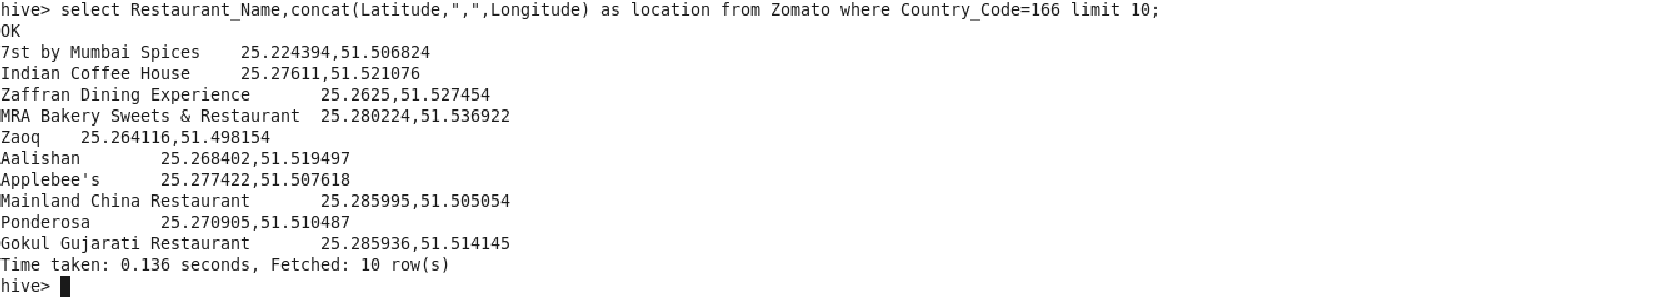 hive> select Restaurant_Name,concat(Latitude,",",Longitude) as location from Zomato where Country_Code=166 limit 10;
OK
7st by Mumbai Spices    25.224394,51.506824
Indian Coffee House     25.27611,51.521076
Zaffran Dining Experience       25.2625,51.527454
MRA Bakery Sweets & Restaurant  25.280224,51.536922
Zaoq    25.264116,51.498154
Aalishan        25.268402,51.519497
Applebee's      25.277422,51.507618
Mainland China Restaurant       25.285995,51.505054
Ponderosa       25.270905,51.510487
Gokul Gujarati Restaurant       25.285936,51.514145
Time taken: 0.136 seconds, Fetched: 10 row(s)
hive>